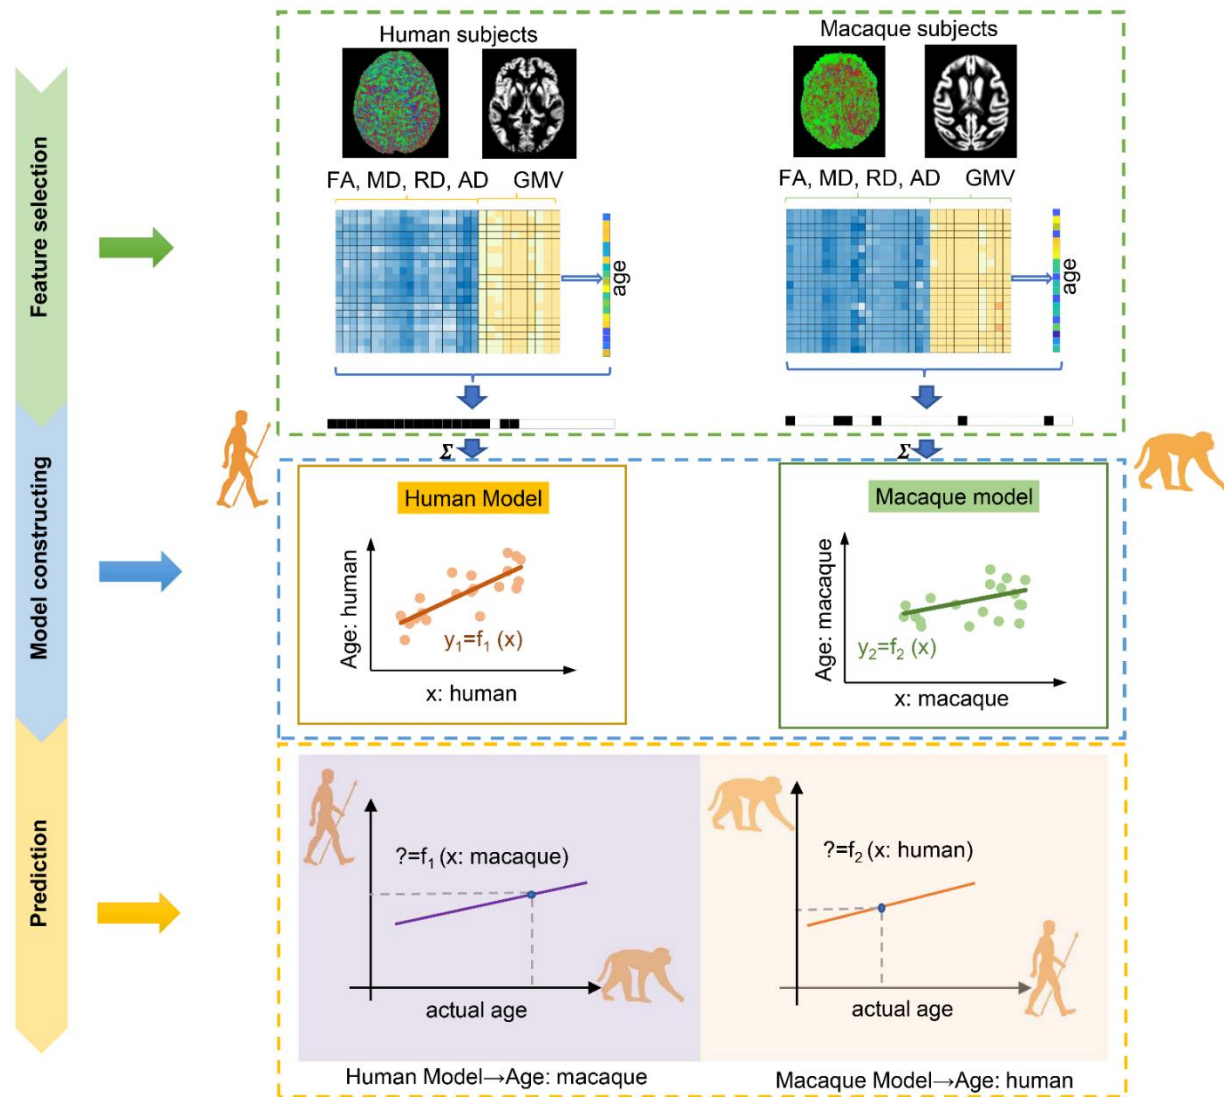 Human subjects
Macaque subjects
FA, MD, RD, AD
GMV
FA, MD, RD, AD
GMV
age
age
Feature selection
Σ
Σ
Model constructing
Human Model
Age: human
y₁=f₁ (x)
x: human
Macaque model
Age: macaque
y₂=f₂ (x)
x: macaque
Prediction
?=f₁ (x: macaque)
actual age
?=f₂ (x: human)
actual age
Human Model→Age: macaque
Macaque Model→Age: human